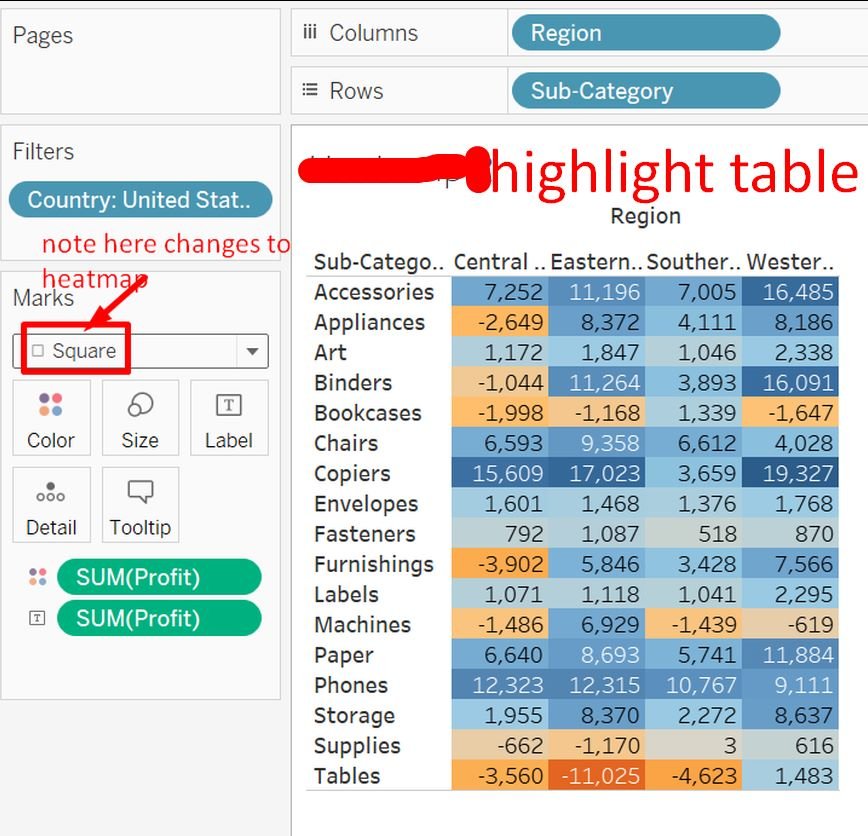 Pages
iii Columns Region
Rows Sub-Category
Filters
Country: United Stat..
highlight table
note here changes to
heatmap
Marks
Square
Color Size Label
Detail Tooltip
SUM(Profit)
SUM(Profit)
Region
Sub-Catego.. Central .. Eastern.. Souther.. Wester..
Accessories 7,252 11,196 7,005 16,485
Appliances -2,649 8,372 4,111 8,186
Art 1,172 1,847 1,046 2,338
Binders -1,044 11,264 3,893 16,091
Bookcases -1,998 -1,168 1,339 -1,647
Chairs 6,593 9,358 6,612 4,028
Copiers 15,609 17,023 3,659 19,327
Envelopes 1,601 1,468 1,376 1,768
Fasteners 792 1,087 518 870
Furnishings -3,902 5,846 3,428 7,566
Labels 1,071 1,118 1,041 2,295
Machines -1,486 6,929 -1,439 -619
Paper 6,640 8,693 5,741 11,884
Phones 12,323 12,315 10,767 9,111
Storage 1,955 8,370 2,272 8,637
Supplies -662 -1,170 3 616
Tables -3,560 -11,025 -4,623 1,483